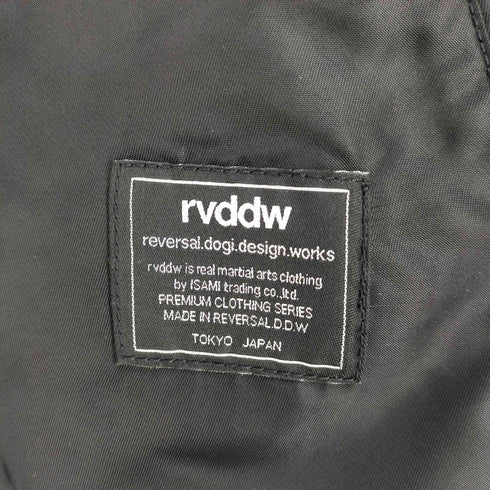 rvddw
reversal.dogi.design.works
rvddw is real martial arts clothing
by ISAMI trading co.,ltd.
PREMIUM CLOTHING SERIES
MADE IN REVERSAL.D.D.W
TOKYO JAPAN